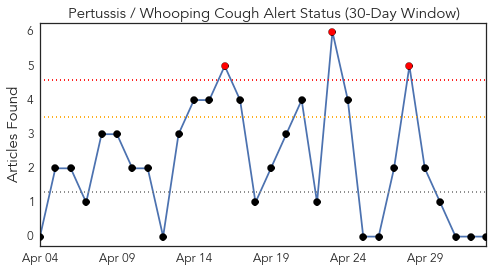 Pertussis / Whooping Cough Alert Status (30-Day Window)
Articles Found
6
5
4
3
2
1
0
Apr 04 Apr 09 Apr 14 Apr 19 Apr 24 Apr 29